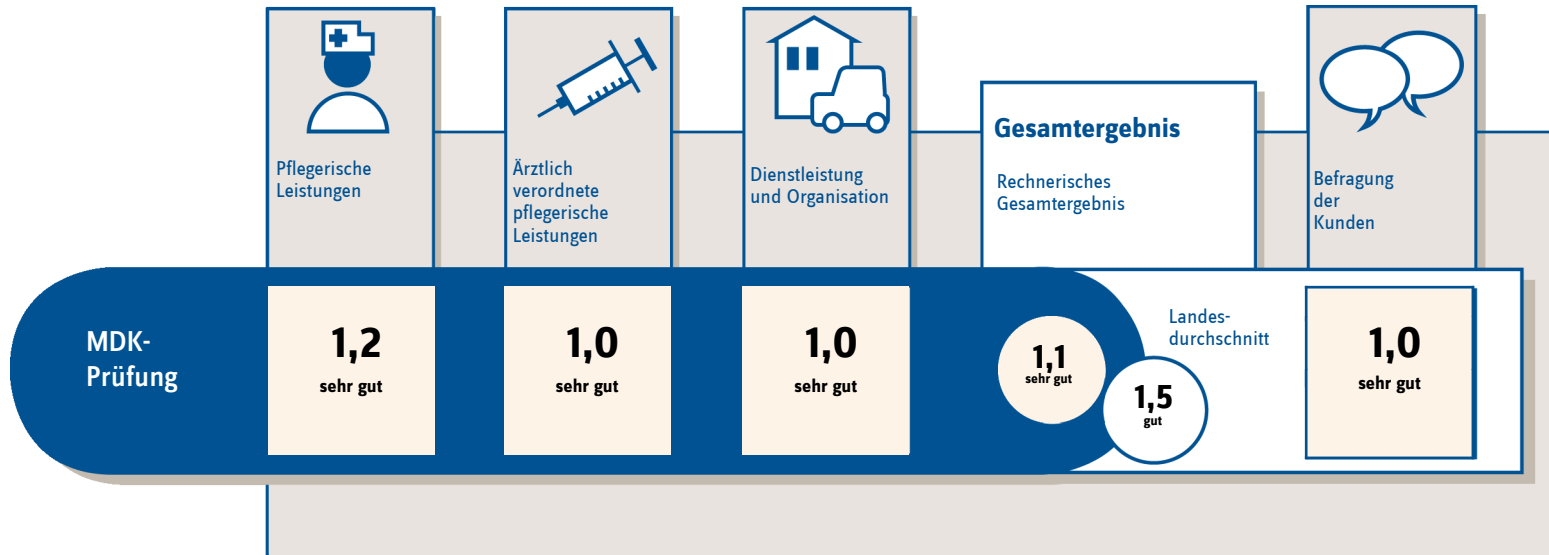 Pflegerische
Leistungen
Ärztlich
verordnete
pflegerische
Leistungen
Dienstleistung
und Organisation
Gesamtergebnis
Rechnerisches
Gesamtergebnis
Befragung
der
Kunden
MDK-
Prüfung
1,2
sehr gut
1,0
sehr gut
1,0
sehr gut
1,1
sehr gut
Landes-
durchschnitt
1,5
gut
1,0
sehr gut